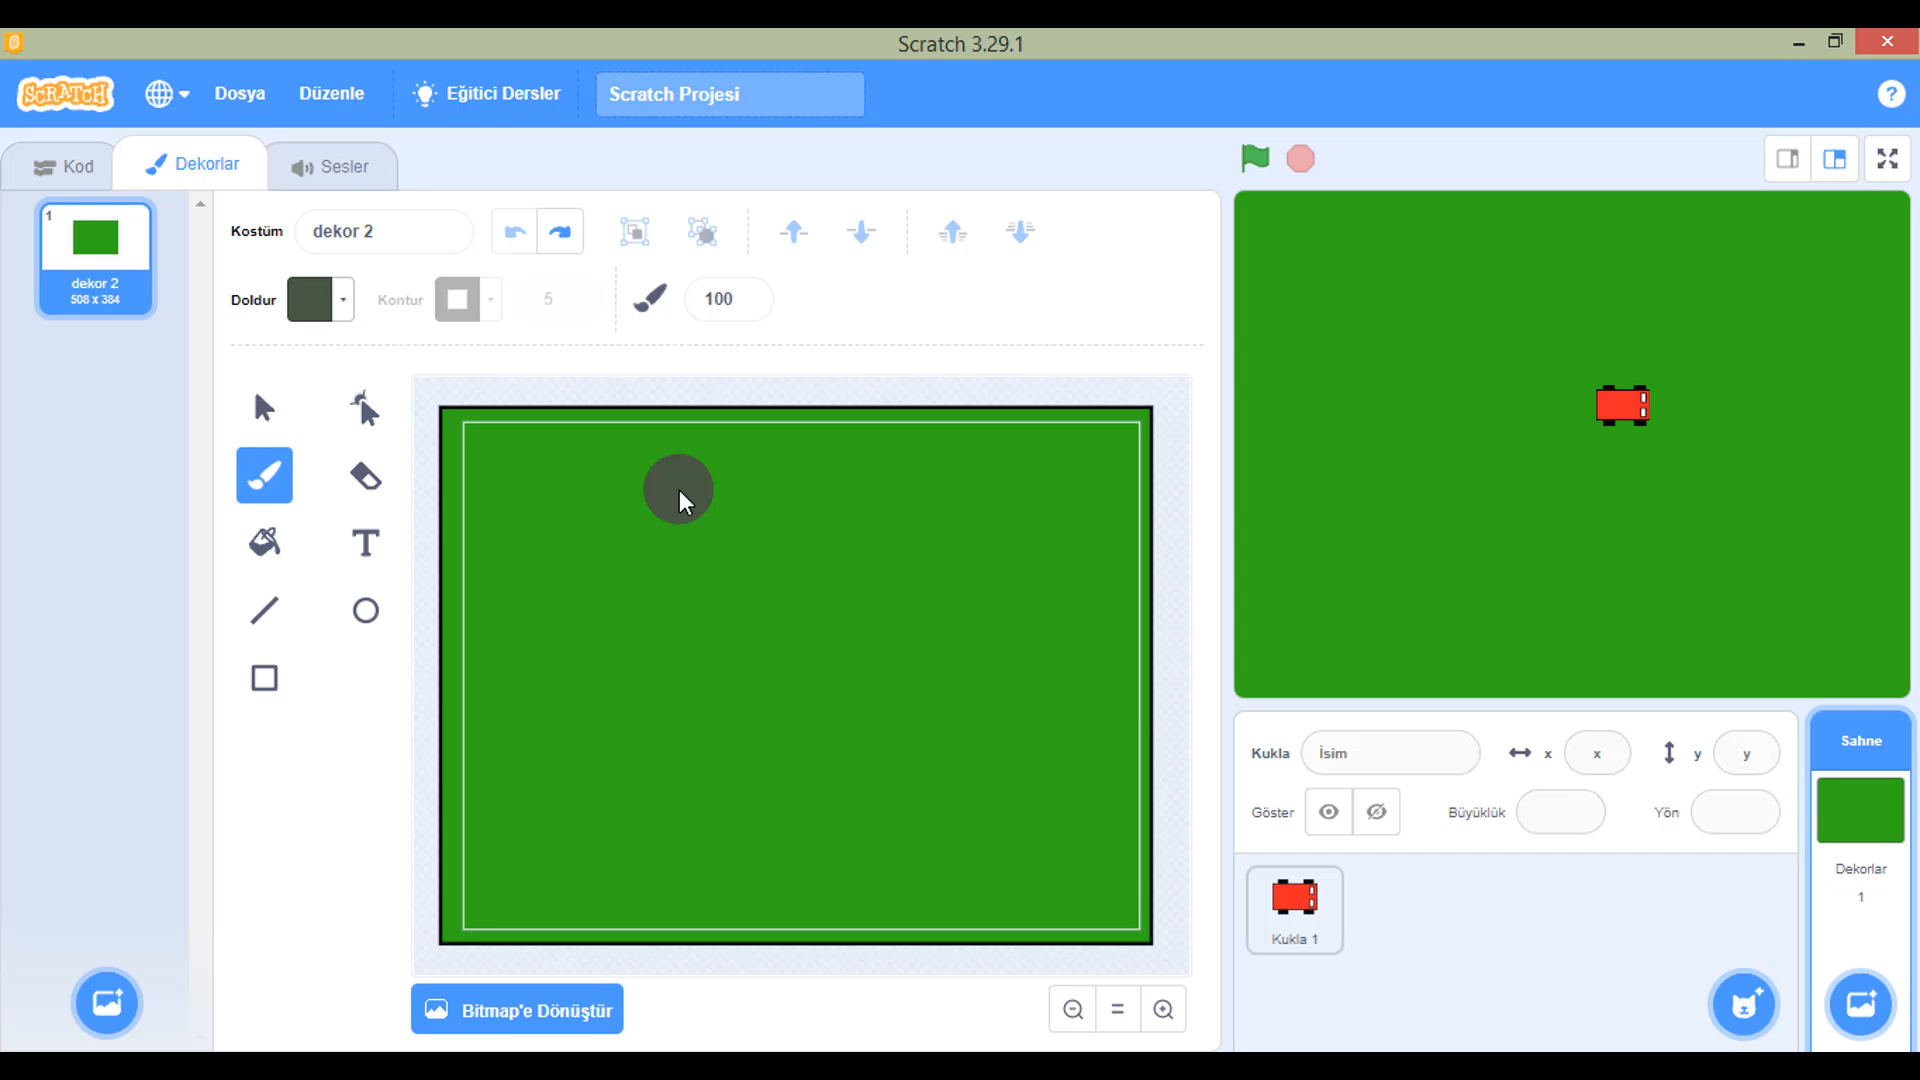 Scratch 3.29.1
SCRATCH
Dosya
Düzenle
Eğitici Dersler
Scratch Projesi
?
Kod
Dekorlar
Sesler
1
dekor 2
508 x 384
Kostüm
dekor 2
Doldur
Kontur
5
100
T
Bitmap'e Dönüştür
Kukla
İsim
x
x
y
y
Göster
Büyüklük
Yön
Kukla 1
Sahne
Dekorlar
1